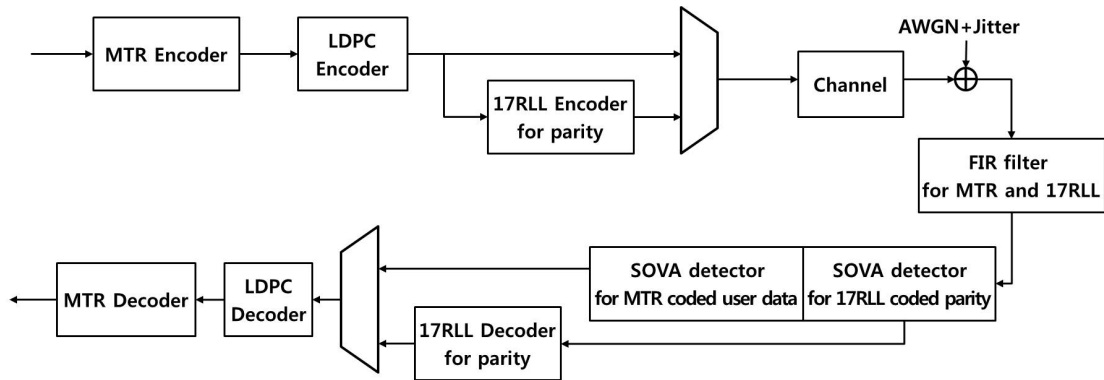 AWGN+Jitter
MTR Encoder
LDPC
Encoder
17RLL Encoder
for parity
Channel
FIR filter
for MTR and 17RLL
SOVA detector
for MTR coded user data
SOVA detector
for 17RLL coded parity
17RLL Decoder
for parity
LDPC
Decoder
MTR Decoder